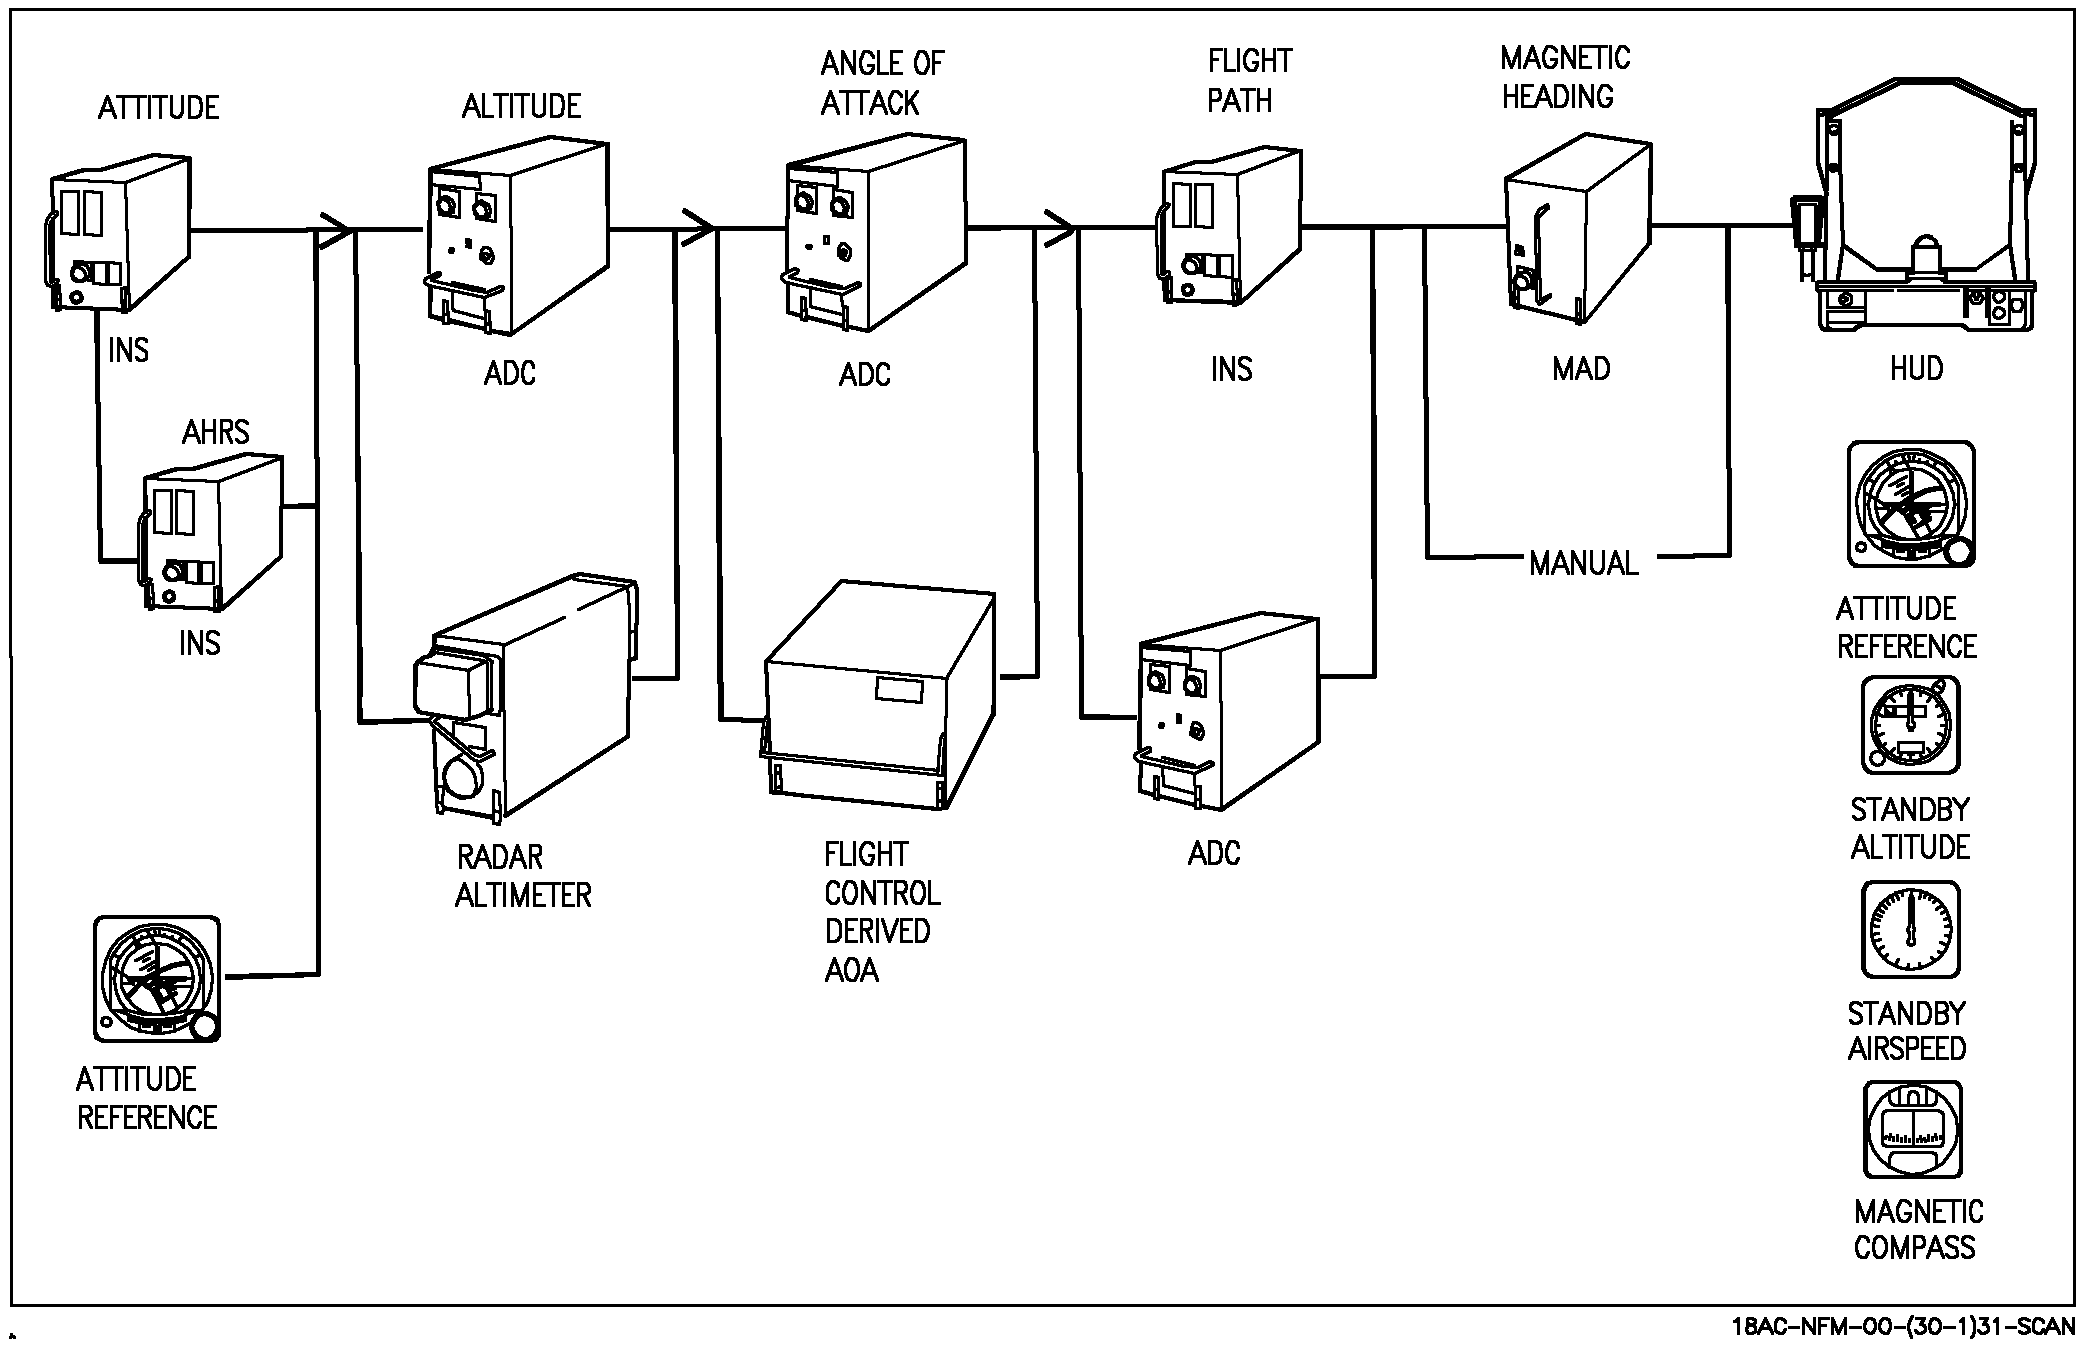 ATTITUDE
INS
AHRS
INS
ATTITUDE
REFERENCE
ALTITUDE
ADC
RADAR
ALTIMETER
ANGLE OF
ATTACK
ADC
FLIGHT
CONTROL
DERIVED
AOA
FLIGHT
PATH
INS
ADC
MAGNETIC
HEADING
MAD
MANUAL
HUD
ATTITUDE
REFERENCE
STANDBY
ALTITUDE
STANDBY
AIRSPEED
MAGNETIC
COMPASS
18AC-NFM-00-(30-1)31-SCAN